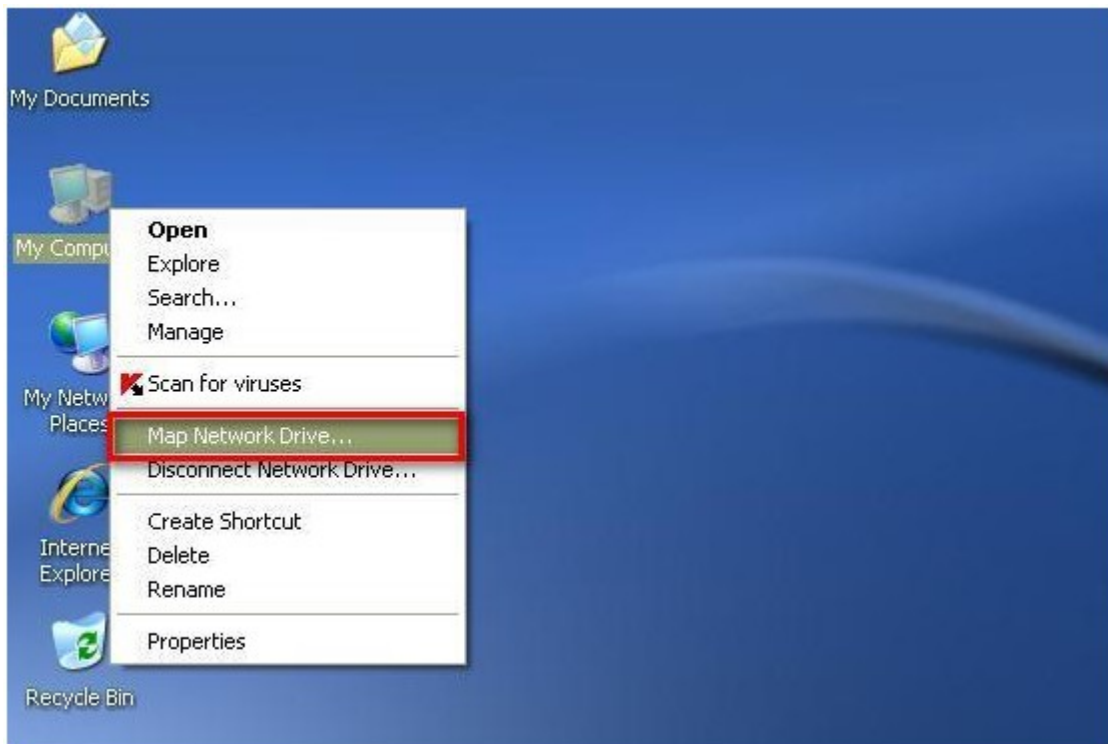 My Documents
My Compu
My Netw
Places
Interne
Explore
Recycle Bin
Open
Explore
Search...
Manage
Scan for viruses
Map Network Drive...
Disconnect Network Drive...
Create Shortcut
Delete
Rename
Properties